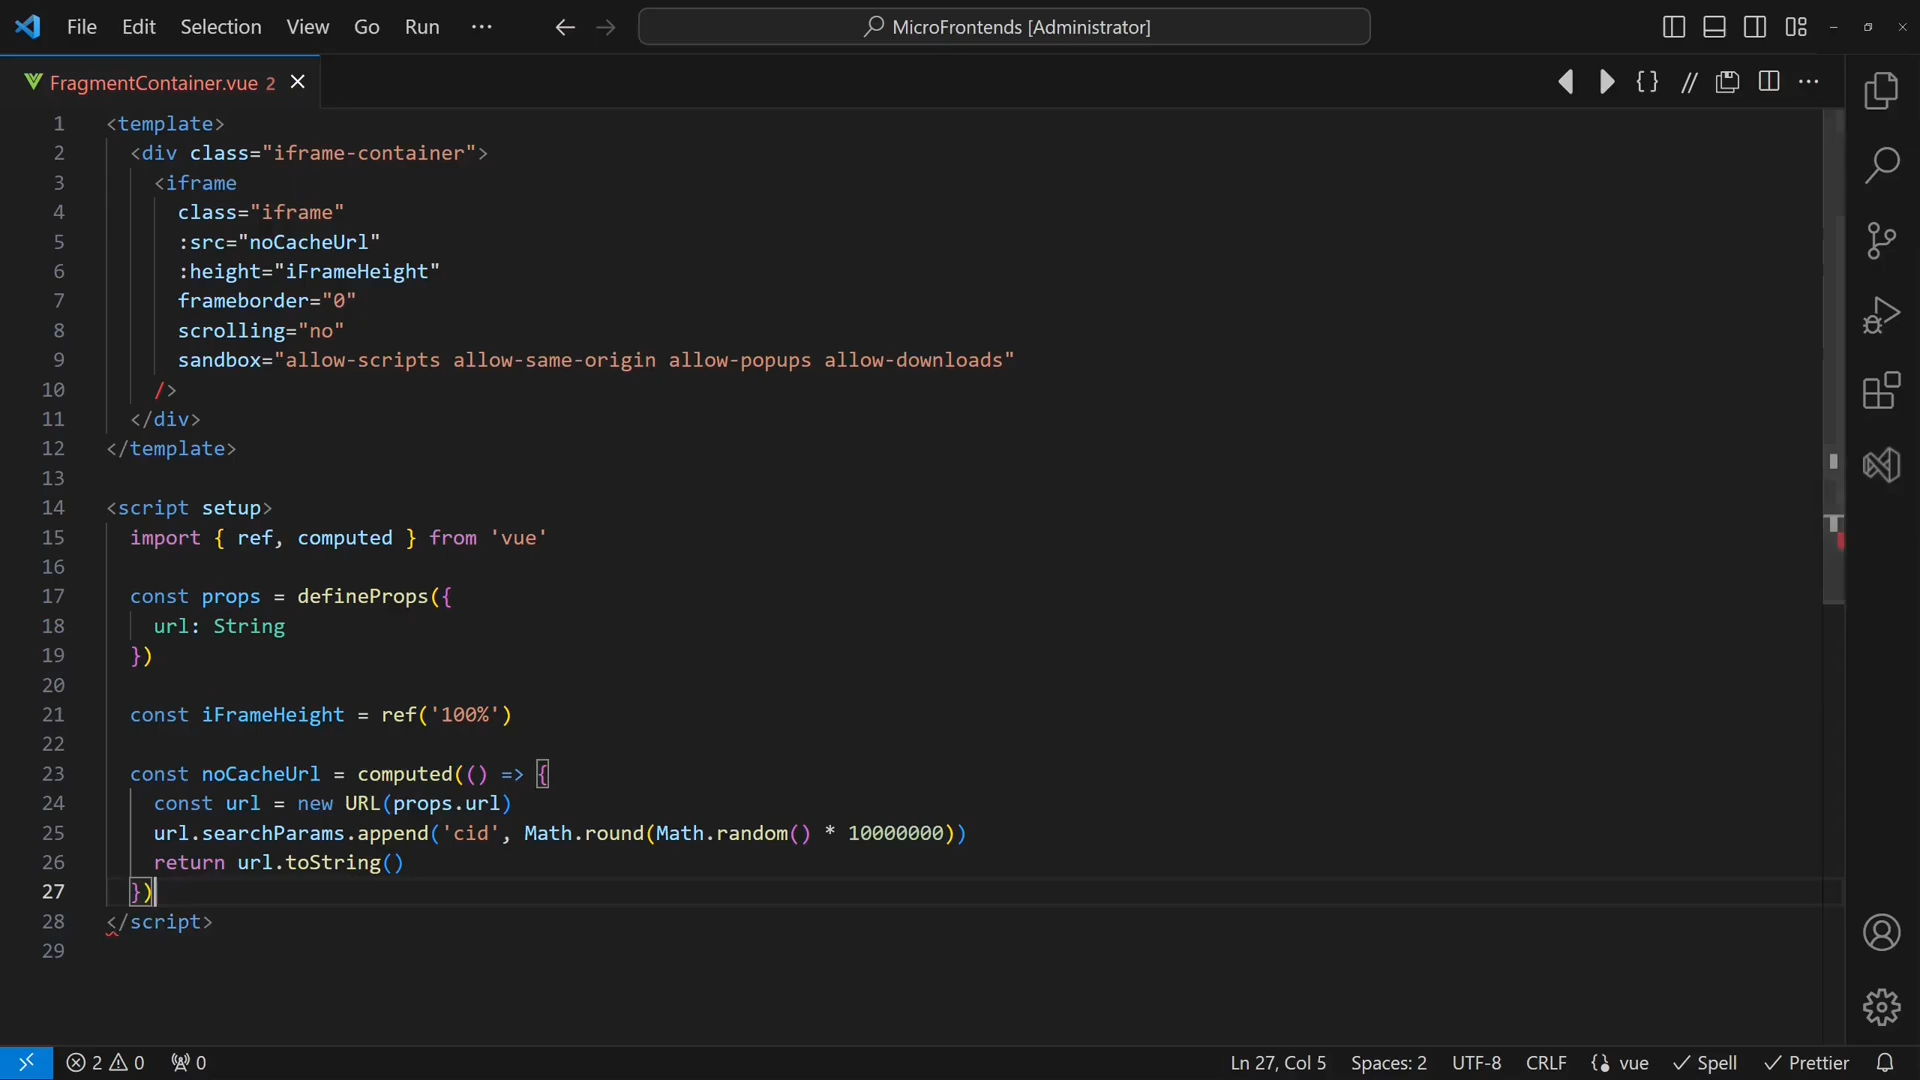 File Edit Selection View Go Run ··· MicroFrontends [Administrator]
FragmentContainer.vue 2
1 <template>
2 <div class="iframe-container">
3 <iframe
4 class="iframe"
5 :src="noCacheUrl"
6 :height="iFrameHeight"
7 frameborder="0"
8 scrolling="no"
9 sandbox="allow-scripts allow-same-origin allow-popups allow-downloads"
10 />
11 </div>
12 </template>
13
14 <script setup>
15 import { ref, computed } from 'vue'
16
17 const props = defineProps({
18 url: String
19 })
20
21 const iFrameHeight = ref('100%')
22
23 const noCacheUrl = computed(() => {
24 const url = new URL(props.url)
25 url.searchParams.append('cid', Math.round(Math.random() * 10000000))
26 return url.toString()
27 })
28 </script>
29
2 0 0 Ln 27, Col 5 Spaces: 2 UTF-8 CRLF vue Spell Prettier